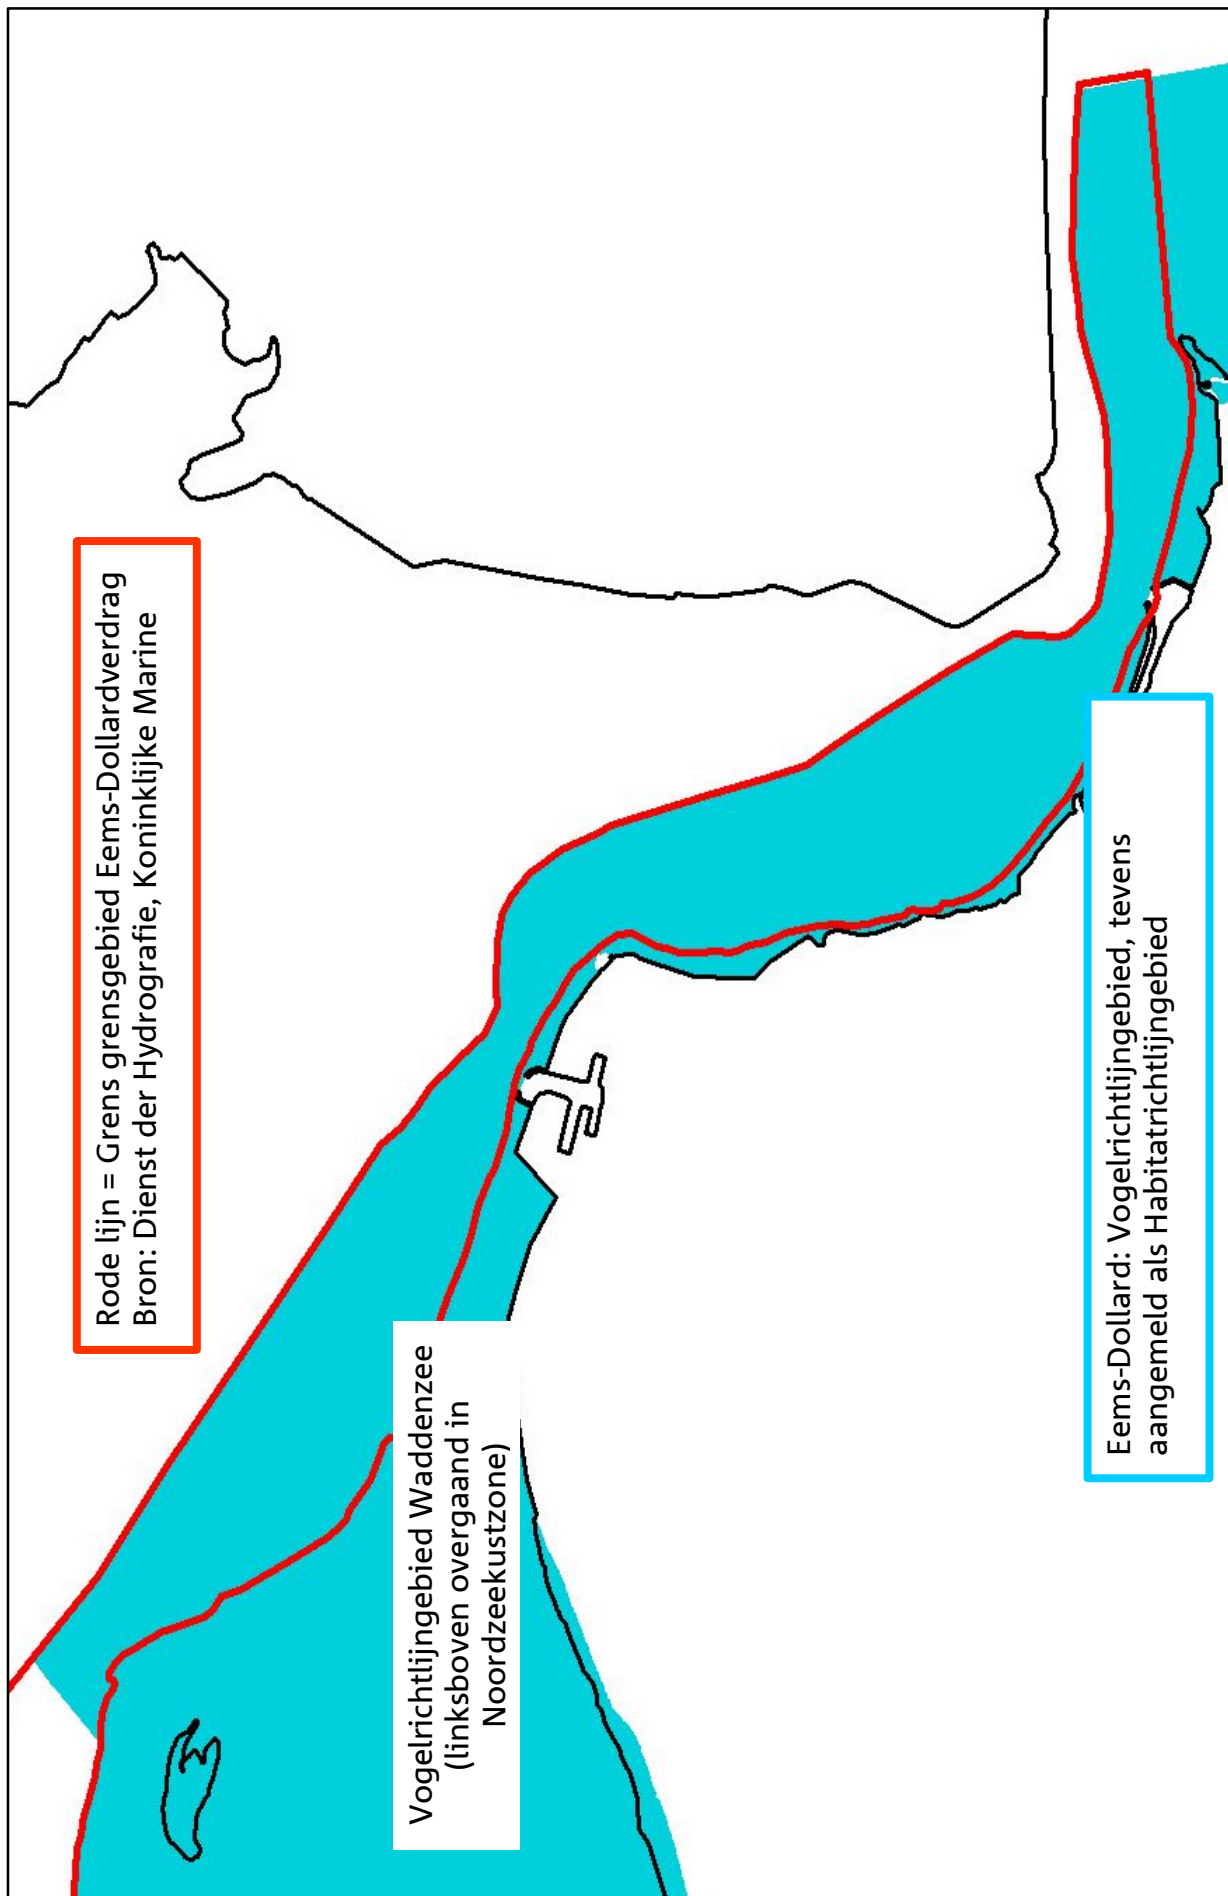 Rode lijn = Grens grensgebied Eems-Dollardverdrag
Bron: Dienst der Hydrografie, Koninklijke Marine
Vogelrichtlijngebied Waddenzee
(linksboven overgaand in
Noordzeekustzone)
Eems-Dollard: Vogelrichtlijngebied, tevens
aangemeld als Habitatrichtlijngebied